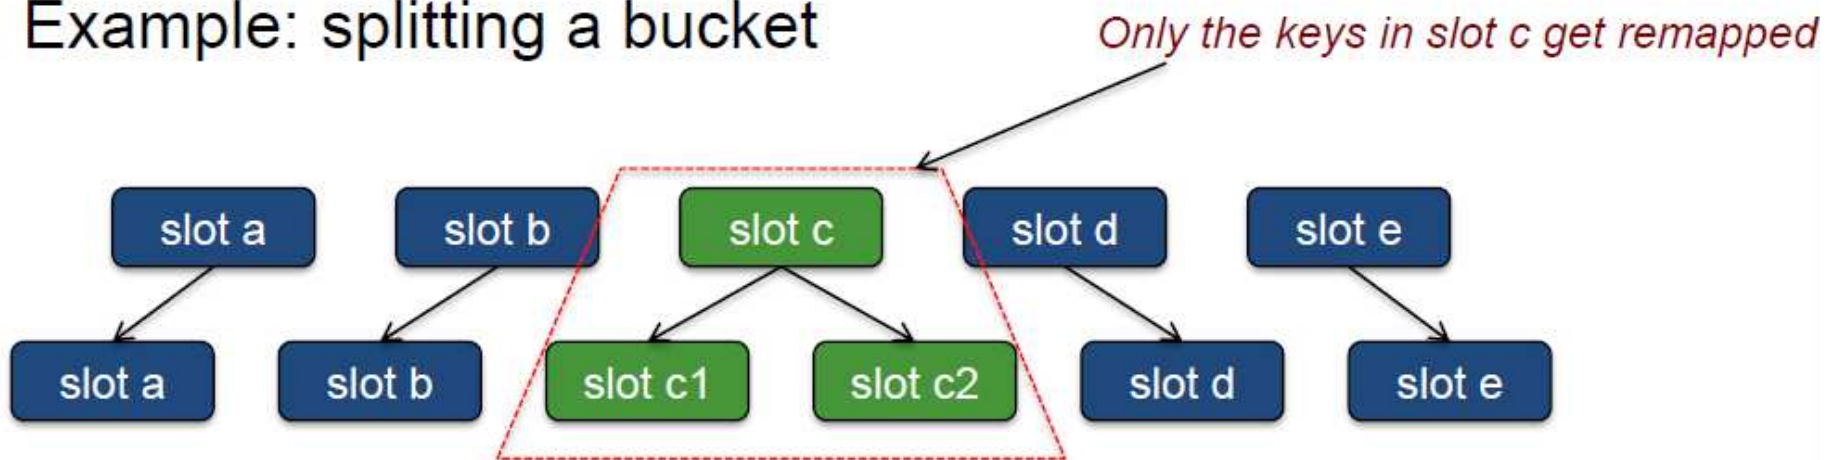 Example: splitting a bucket
Only the keys in slot c get remapped
slot a
slot b
slot c
slot d
slot e
slot a
slot b
slot c1
slot c2
slot d
slot e